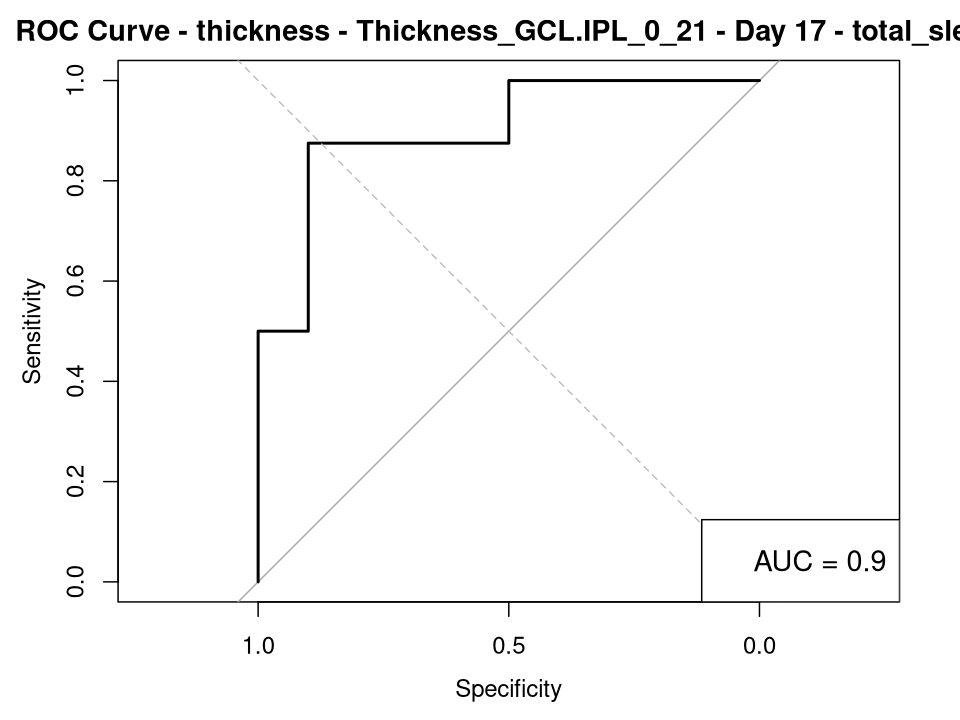 ROC Curve - thickness - Thickness_GCL.IPL_0_21 - Day 17 - total_sle
1.0
0.8
0.6
0.4
0.2
0.0
Sensitivity
AUC = 0.9
1.0 0.5 0.0
Specificity